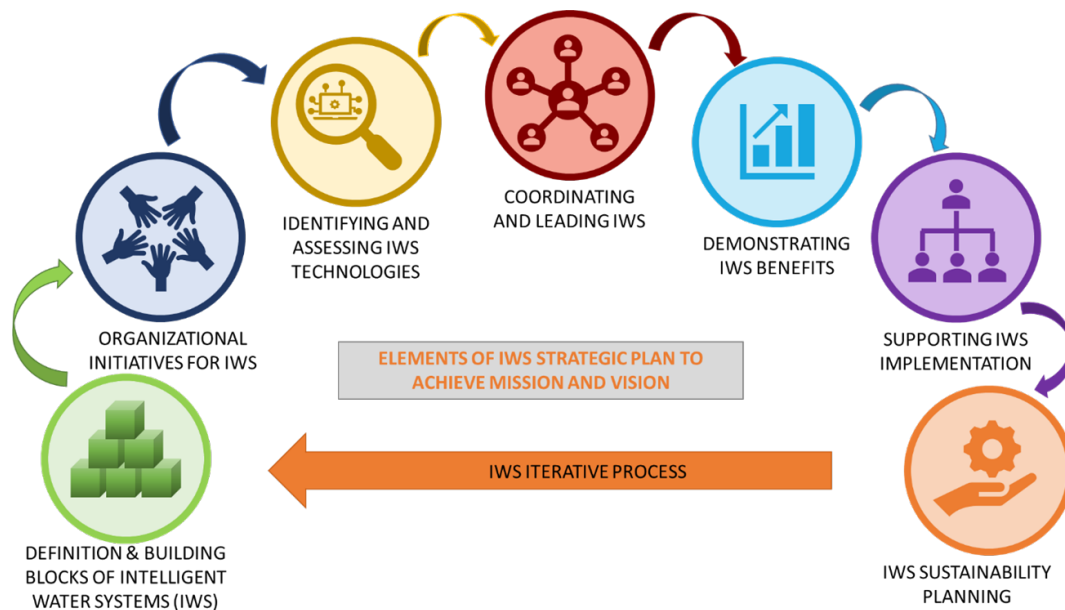 DEFINITION & BUILDING
BLOCKS OF INTELLIGENT
WATER SYSTEMS (IWS)
ORGANIZATIONAL
INITIATIVES FOR IWS
IDENTIFYING AND
ASSESSING IWS
TECHNOLOGIES
COORDINATING
AND LEADING IWS
DEMONSTRATING
IWS BENEFITS
SUPPORTING IWS
IMPLEMENTATION
IWS SUSTAINABILITY
PLANNING
ELEMENTS OF IWS STRATEGIC PLAN TO
ACHIEVE MISSION AND VISION
IWS ITERATIVE PROCESS